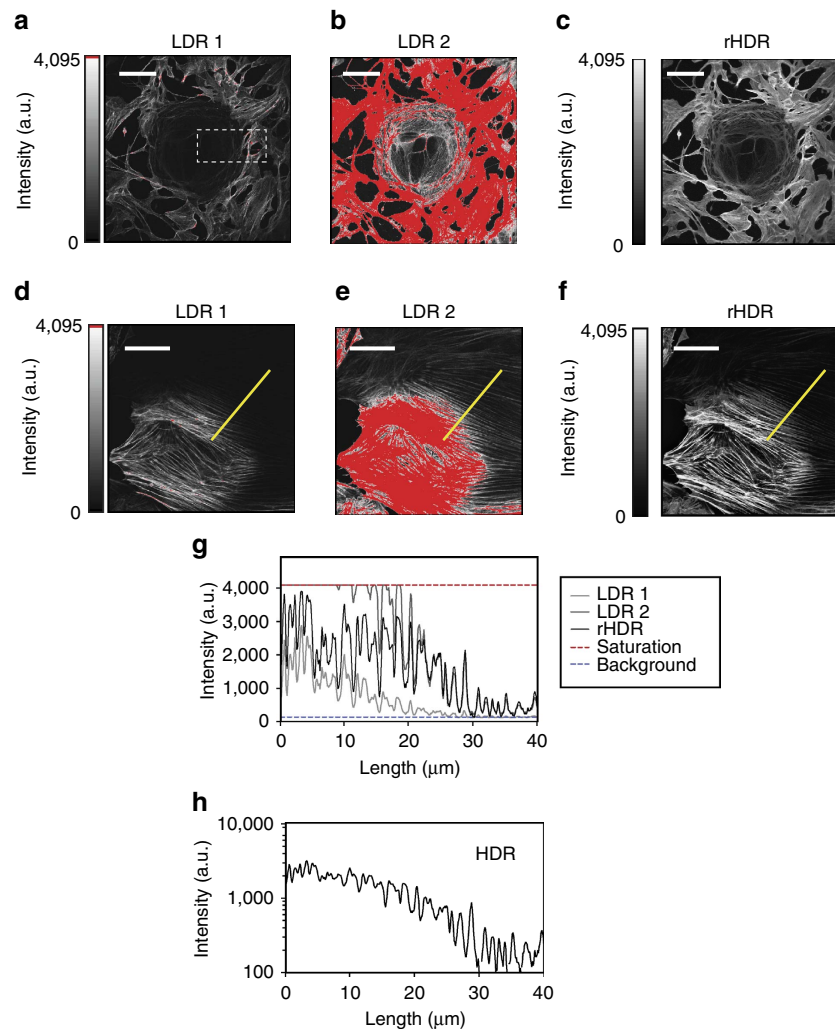 a
LDR 1
4,095
Intensity (a.u.)
0
b
LDR 2
c
rHDR
4,095
Intensity (a.u.)
0
d
LDR 1
4,095
Intensity (a.u.)
0
e
LDR 2
f
rHDR
4,095
Intensity (a.u.)
0
g
4,000
3,000
2,000
1,000
0
Intensity (a.u.)
0 10 20 30 40
Length (μm)
LDR 1
LDR 2
rHDR
Saturation
Background
h
10,000
1,000
100
Intensity (a.u.)
HDR
0 10 20 30 40
Length (μm)